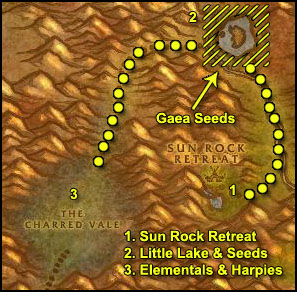 2
Gaea Seeds
SUN ROCK
RETREAT
3
1
THE
CHARRED VALE
1. Sun Rock Retreat
2. Little Lake & Seeds
3. Elementals & Harpies